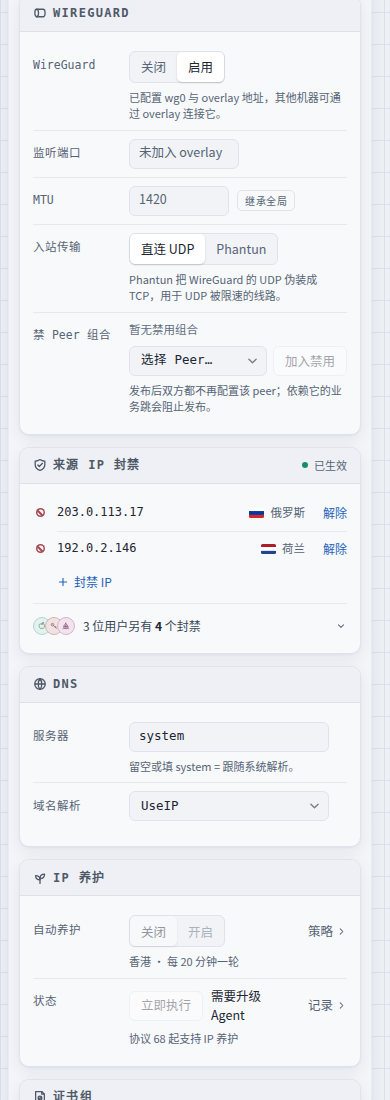 WIREGUARD
WireGuard
关闭 启用
已配置 wg0 与 overlay 地址，其他机器可通
过 overlay 连接它。
监听端口
未加入 overlay
MTU
1420
继承全局
入站传输
直连 UDP Phantun
Phantun 把 WireGuard 的 UDP 伪装成
TCP，用于 UDP 被限速的线路。
禁 Peer 组合
暂无禁用组合
选择 Peer…
加入禁用
发布后双方都不再配置该 peer；依赖它的业
务跳会阻止发布。
来源 IP 封禁
已生效
203.0.113.17 俄罗斯 解除
192.0.2.146 荷兰 解除
+ 封禁 IP
3 位用户另有 4 个封禁
DNS
服务器
system
留空或填 system = 跟随系统解析。
域名解析
UseIP
IP 养护
自动养护
关闭 开启
策略
香港 · 每 20 分钟一轮
状态
立即执行
需要升级
Agent
记录
协议 68 起支持 IP 养护
证书组